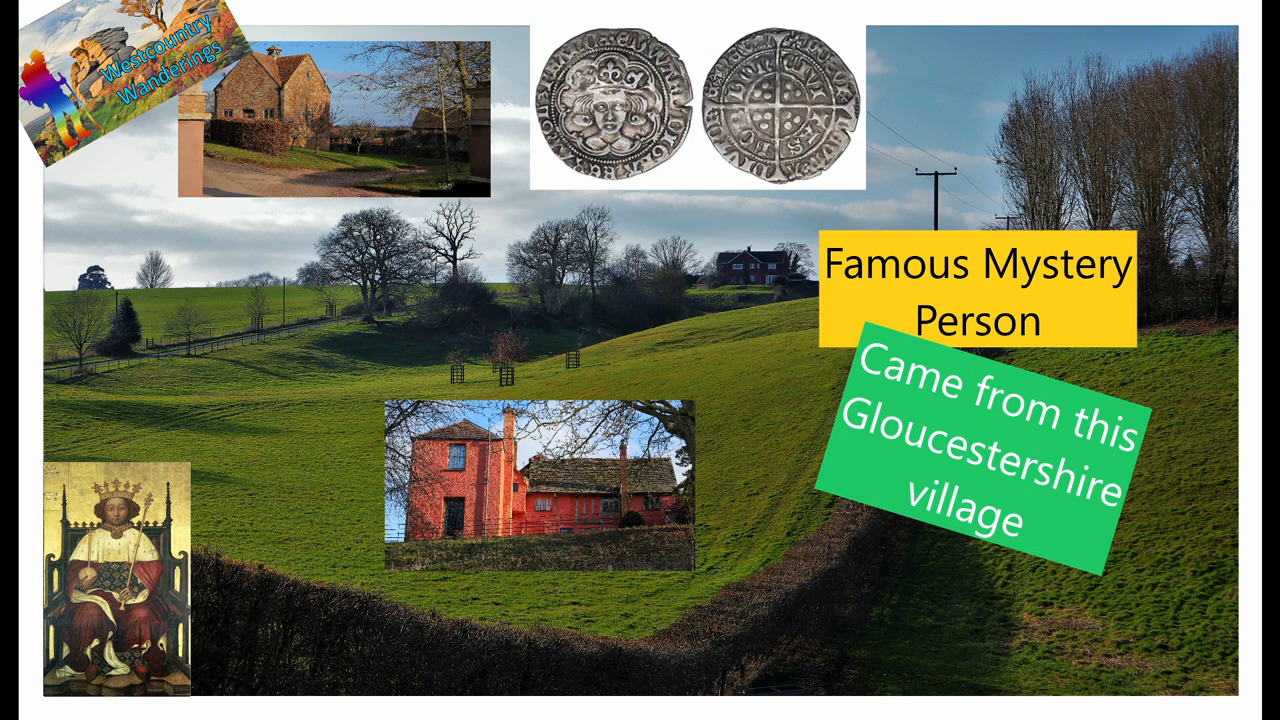 Westcountry
Wanderings
Famous Mystery
Person
Came from this
Gloucestershire
village